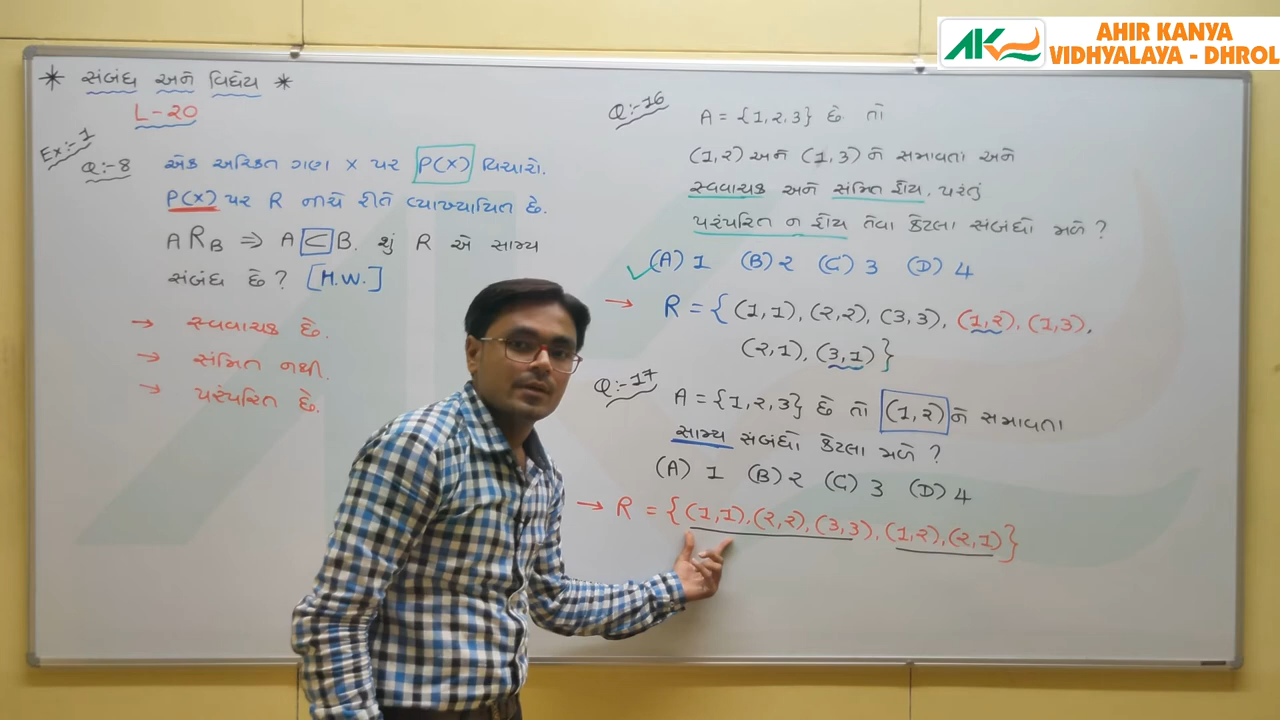 AHIR KANYA
VIDHYALAYA - DHROL
* સંબંધ અને વિધેય *
L-20
Ex:-1
Q:-8 એક અરિક્ત ગણ X પર P(X) વિચારો.
P(X) પર R નીચે રીતે વ્યાખ્યાયિત છે.
ARB ⇒ A ⊂ B. શું R એ સામ્ય
સંબંધ છે? [H.W.]
→ સ્વવાચક છે.
→ સંમિત નથી.
→ પરંપરિત છે.
Q:-16 A = {1,2,3} છે તો
(1,2) અને (1,3) ને સમાવતા અને
સ્વવાચક અને સંમિત હોય, પરંતુ
પરંપરિત ન હોય તેવા કેટલા સંબંધો મળે ?
✓(A) 1 (B) 2 (C) 3 (D) 4
→ R = { (1,1), (2,2), (3,3), (1,2), (1,3),
(2,1), (3,1) }
Q:-17 A = {1,2,3} છે તો (1,2) ને સમાવતા
સામ્ય સંબંધો કેટલા મળે ?
(A) 1 (B) 2 (C) 3 (D) 4
→ R = {(1,1),(2,2),(3,3),(1,2),(2,1)}